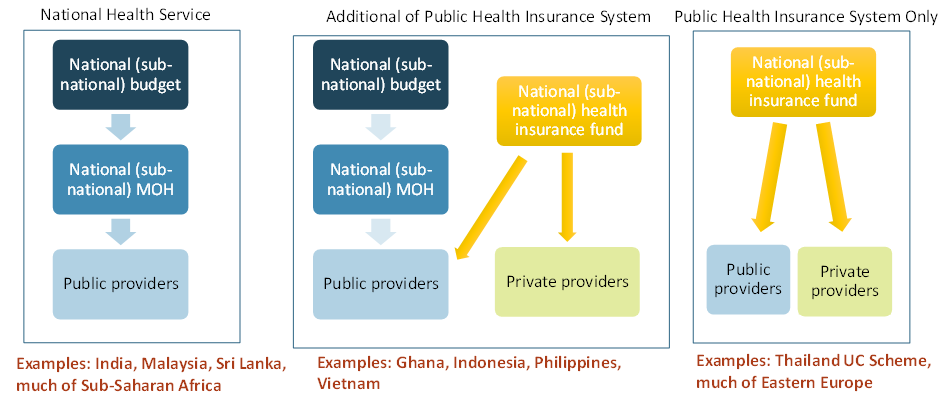 National Health Service
National (sub-
national) budget
National (sub-
national) MOH
Public providers
Examples: India, Malaysia, Sri Lanka,
much of Sub-Saharan Africa
Additional of Public Health Insurance System
National (sub-
national) budget
National (sub-
national) MOH
Public providers
National (sub-
national) health
insurance fund
Private providers
Examples: Ghana, Indonesia, Philippines,
Vietnam
Public Health Insurance System Only
National (sub-
national) health
insurance fund
Public
providers
Private
providers
Examples: Thailand UC Scheme,
much of Eastern Europe